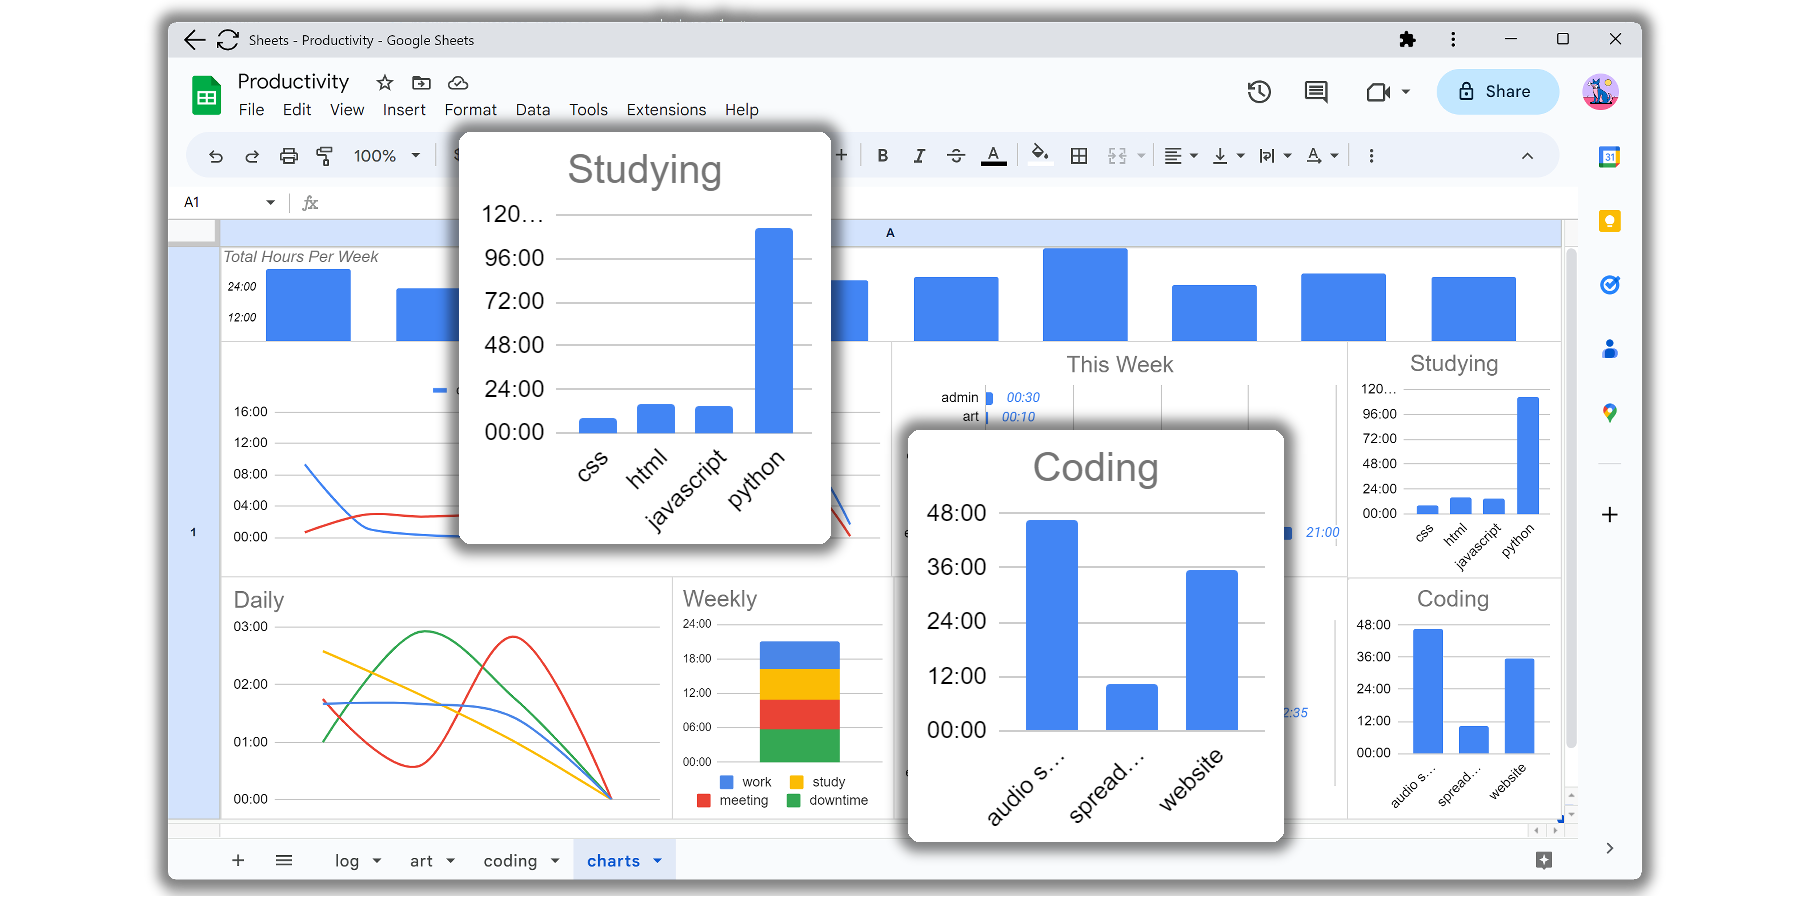 Sheets - Productivity - Google Sheets
Productivity
File Edit View Insert Format Data Tools Extensions Help
Share
100%
A1
fx
A
1
Total Hours Per Week
24:00
12:00
Studying
120...
96:00
72:00
48:00
24:00
00:00
css
html
javascript
python
16:00
12:00
08:00
04:00
00:00
This Week
admin 00:30
art 00:10
21:00
2:35
Studying
120...
96:00
72:00
48:00
24:00
00:00
css
html
javascript
python
Daily
03:00
02:00
01:00
00:00
Weekly
24:00
18:00
12:00
06:00
00:00
work study
meeting downtime
Coding
48:00
36:00
24:00
12:00
00:00
audio s...
spread...
website
Coding
48:00
36:00
24:00
12:00
00:00
audio s...
spread...
website
31
log art coding charts